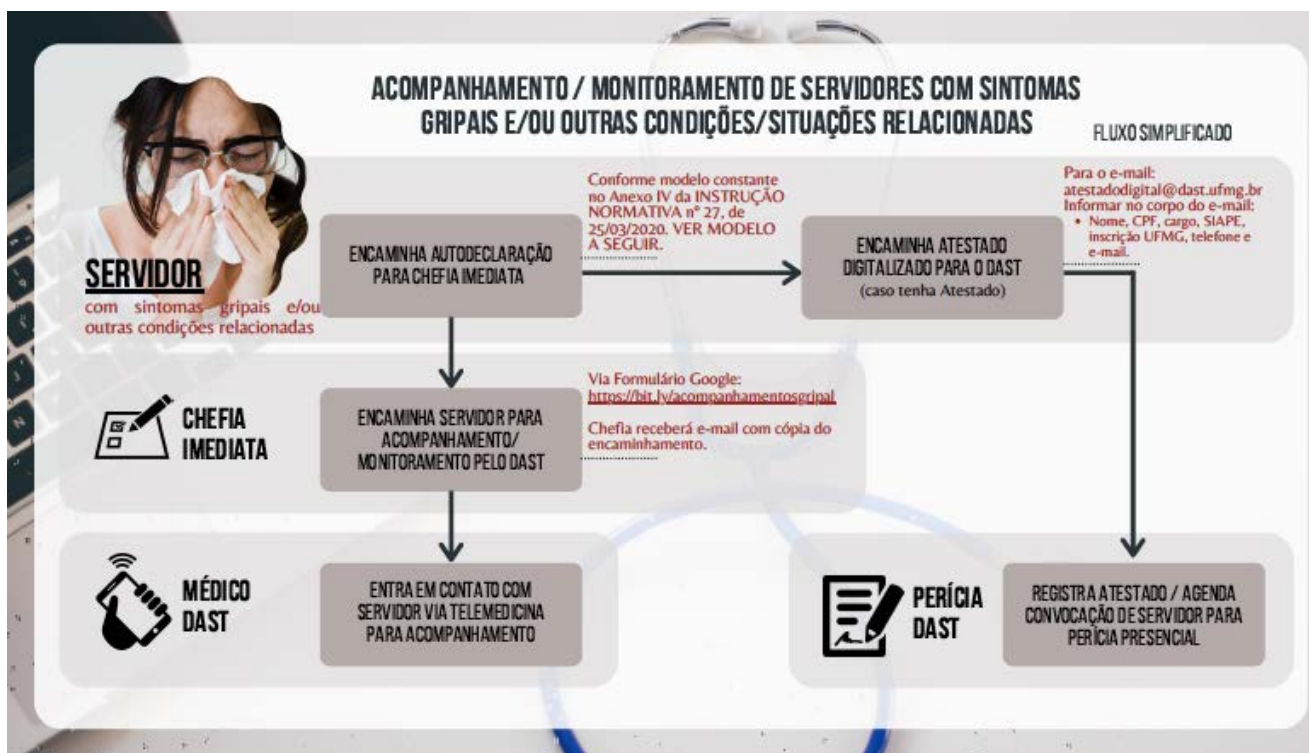 ACOMPANHAMENTO / MONITORAMENTO DE SERVIDORES COM SINTOMAS
GRIPAIS E/OU OUTRAS CONDIÇÕES/SITUAÇÕES RELACIONADAS
FLUXO SIMPLIFICADO
SERVIDOR
com sintomas gripais e/ou
outras condições relacionadas
ENCAMINHA AUTODECLARAÇÃO
PARA CHEFIA IMEDIATA
Conforme modelo constante
no Anexo IV da INSTRUÇÃO
NORMATIVA nº 27, de
25/03/2020. VER MODELO
A SEGUIR.
ENCAMINHA ATESTADO
DIGITALIZADO PARA O DAST
(caso tenha Atestado)
Para o e-mail:
atestadodigital@dast.ufmg.br
Informar no corpo do e-mail:
• Nome, CPF, cargo, SIAPE,
inscrição UFMG, telefone e
e-mail.
CHEFIA
IMEDIATA
ENCAMINHA SERVIDOR PARA
ACOMPANHAMENTO/
MONITORAMENTO PELO DAST
Via Formulário Google:
https://bit.ly/acompanhamentosgripal
Chefia receberá e-mail com cópia do
encaminhamento.
MÉDICO
DAST
ENTRA EM CONTATO COM
SERVIDOR VIA TELEMEDICINA
PARA ACOMPANHAMENTO
PERÍCIA
DAST
REGISTRA ATESTADO / AGENDA
CONVOCAÇÃO DE SERVIDOR PARA
PERÍCIA PRESENCIAL